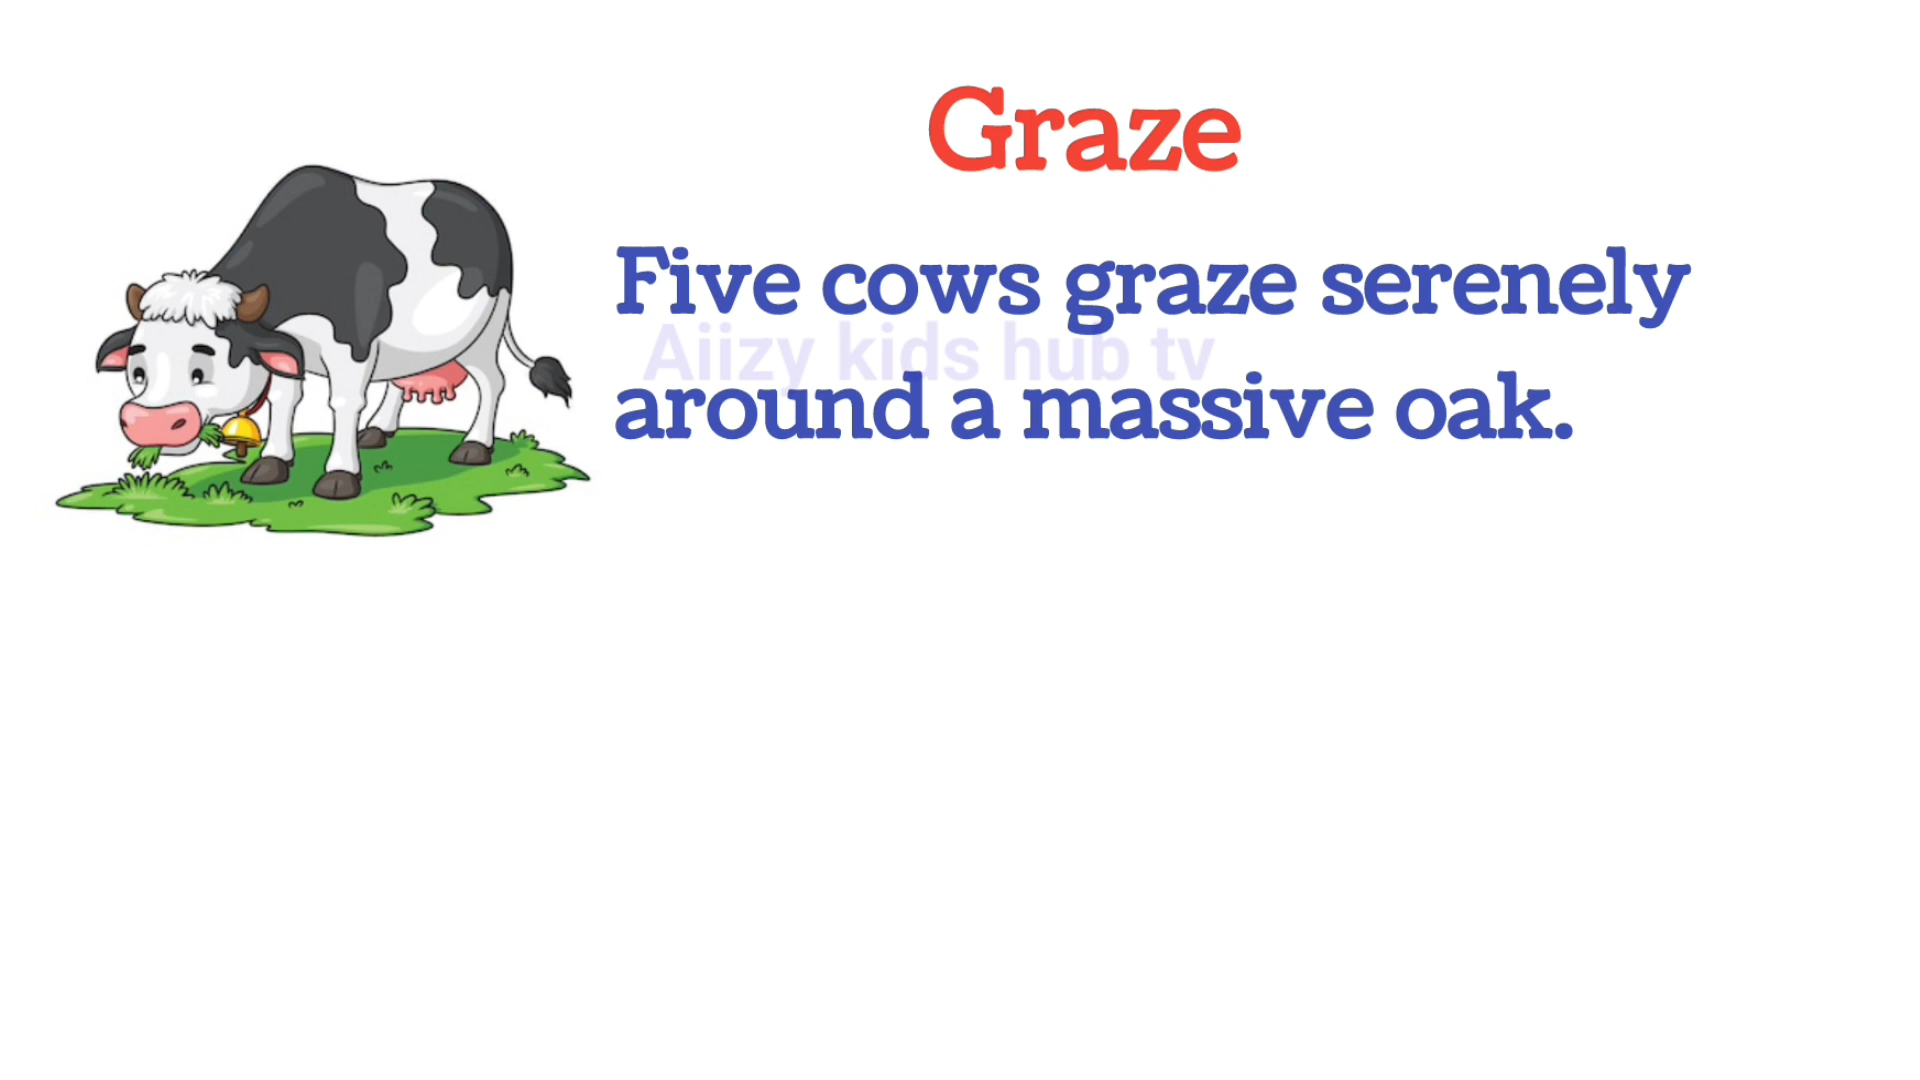 Graze
Five cows graze serenely
Aiizy kids hub tv
around a massive oak.